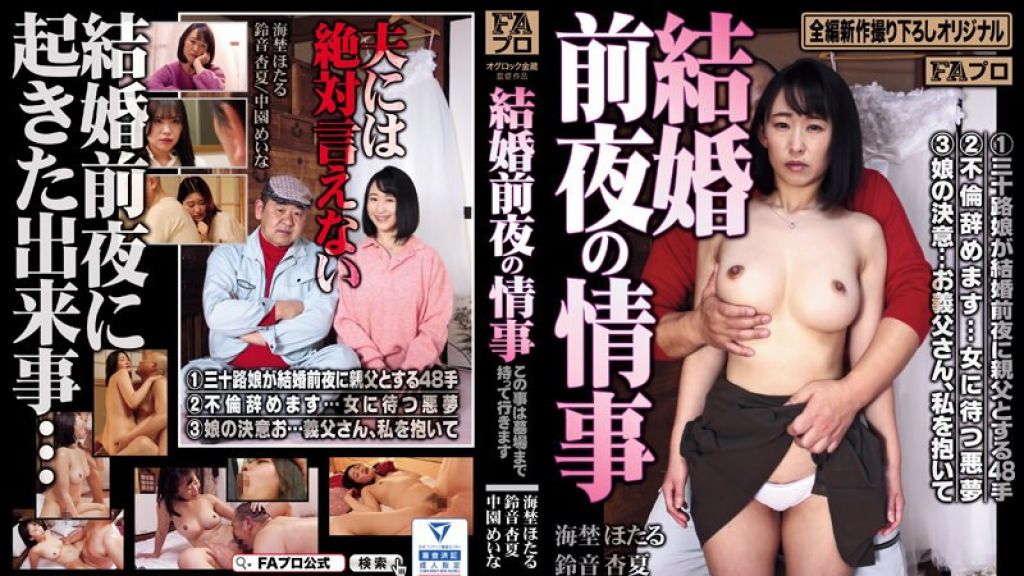 結婚前夜に
起きた出来事…
夫には
絶対言えない
海埜 ほたる
鈴音 杏夏/中園 めいな
①三十路娘が結婚前夜に親父とする48手
②不倫辞めます…女に待つ悪夢
③娘の決意お…義父さん、私を抱いて
FAプロ公式
検索
FA
プロ
オゲロック金蔵
監督作品
結婚前夜の情事
この事は墓場まで
持って行きます
海埜 ほたる
鈴音 杏夏
中園 めいな
全編新作撮り下ろしオリジナル
FAプロ
結婚
前夜の情事
①三十路娘が結婚前夜に親父とする48手
②不倫辞めます…女に待つ悪夢
③娘の決意…お義父さん、私を抱いて
海埜 ほたる
鈴音 杏夏